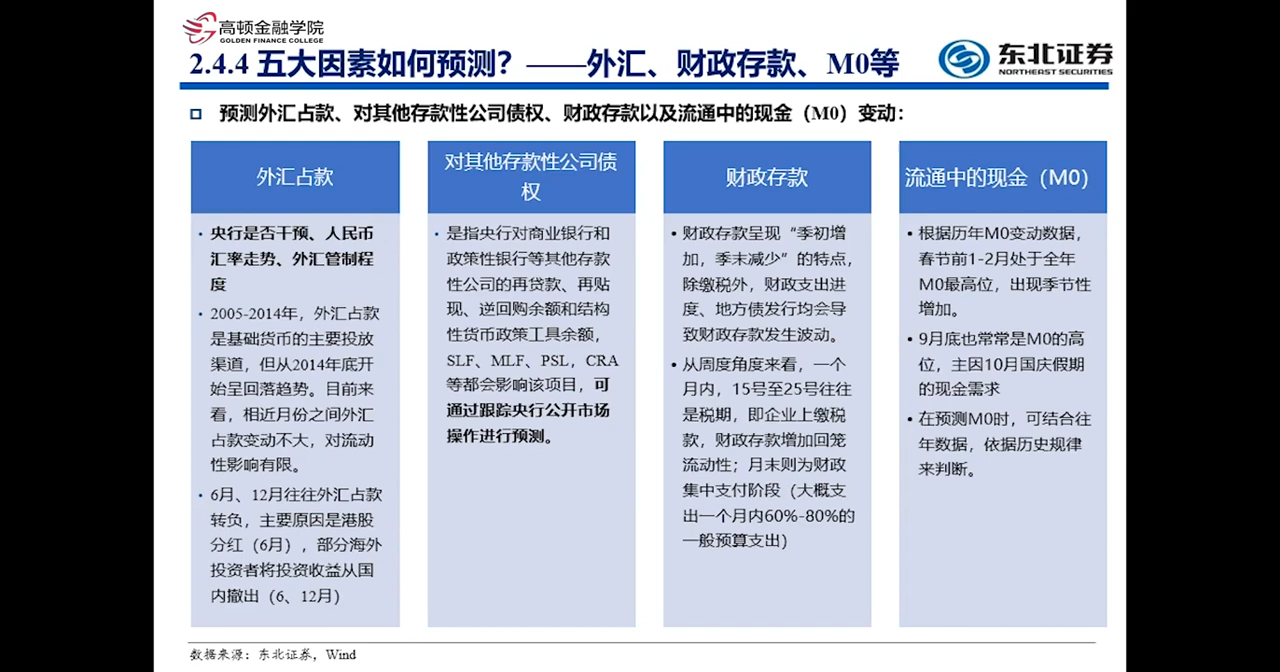 高顿金融学院
GOLDEN FINANCE COLLEGE
2.4.4 五大因素如何预测？——外汇、财政存款、M0等
东北证券
NORTHEAST SECURITIES
预测外汇占款、对其他存款性公司债权、财政存款以及流通中的现金（M0）变动：
外汇占款
• 央行是否干预、人民币
汇率走势、外汇管制程
度
• 2005-2014年，外汇占款
是基础货币的主要投放
渠道，但从2014年底开
始呈回落趋势。目前来
看，相近月份之间外汇
占款变动不大，对流动
性影响有限。
• 6月、12月往往外汇占款
转负，主要原因是港股
分红（6月），部分海外
投资者将投资收益从国
内撤出（6、12月）
对其他存款性公司债
权
• 是指央行对商业银行和
政策性银行等其他存款
性公司的再贷款、再贴
现、逆回购余额和结构
性货币政策工具余额，
SLF、MLF、PSL，CRA
等都会影响该项目，可
通过跟踪央行公开市场
操作进行预测。
财政存款
• 财政存款呈现“季初增
加，季末减少”的特点，
除缴税外，财政支出进
度、地方债发行均会导
致财政存款发生波动。
• 从周度角度来看，一个
月内，15号至25号往往
是税期，即企业上缴税
款，财政存款增加回笼
流动性；月末则为财政
集中支付阶段（大概支
出一个月内60%-80%的
一般预算支出）
流通中的现金（M0）
• 根据历年M0变动数据，
春节前1-2月处于全年
M0最高位，出现季节性
增加。
• 9月底也常常是M0的高
位，主因10月国庆假期
的现金需求
• 在预测M0时，可结合往
年数据，依据历史规律
来判断。
数据来源：东北证券，Wind